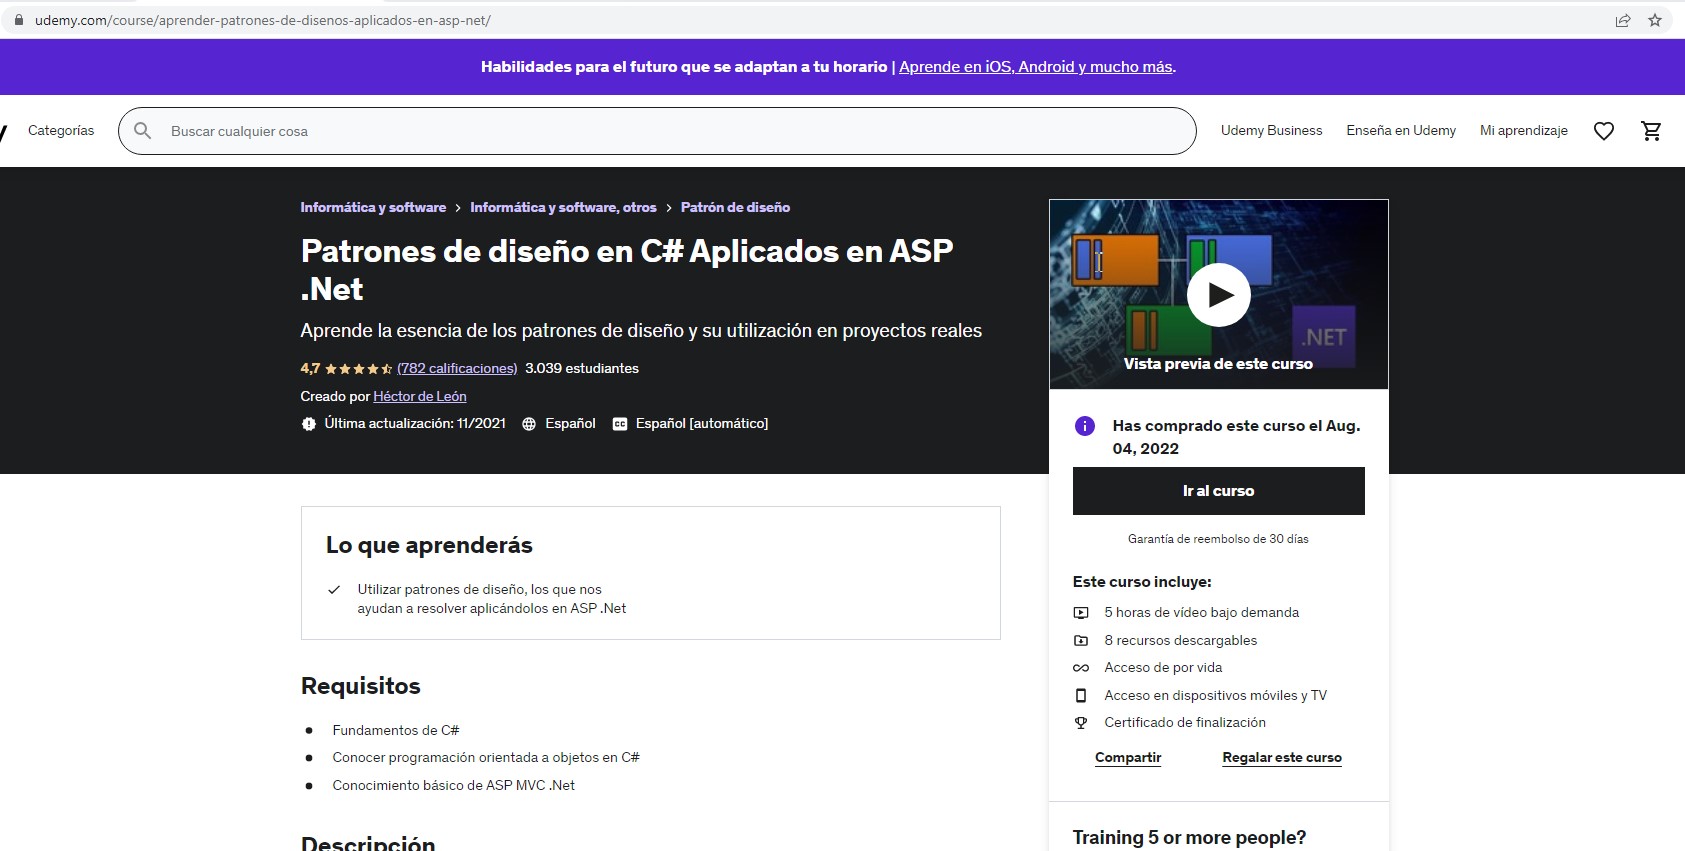 udemy.com/course/aprender-patrones-de-disenos-aplicados-en-asp-net/
Habilidades para el futuro que se adaptan a tu horario | Aprende en iOS, Android y mucho más.
y
Categorías
Buscar cualquier cosa
Udemy Business
Enseña en Udemy
Mi aprendizaje
Informática y software > Informática y software, otros > Patrón de diseño
Patrones de diseño en C# Aplicados en ASP
.Net
Aprende la esencia de los patrones de diseño y su utilización en proyectos reales
4,7 (782 calificaciones) 3.039 estudiantes
Creado por Héctor de León
Última actualización: 11/2021 Español CC Español [automático]
.NET
Vista previa de este curso
Has comprado este curso el Aug.
04, 2022
Ir al curso
Garantía de reembolso de 30 días
Este curso incluye:
5 horas de vídeo bajo demanda
8 recursos descargables
Acceso de por vida
Acceso en dispositivos móviles y TV
Certificado de finalización
Compartir
Regalar este curso
Training 5 or more people?
Lo que aprenderás
Utilizar patrones de diseño, los que nos
ayudan a resolver aplicándolos en ASP .Net
Requisitos
Fundamentos de C#
Conocer programación orientada a objetos en C#
Conocimiento básico de ASP MVC .Net
Descripción